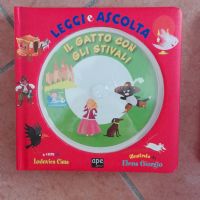 LEGGI e ASCOLTA
IL GATTO CON
GLI STIVALI
a cura
Lodovica Cima
ape
illustrato
Elena Giorgio